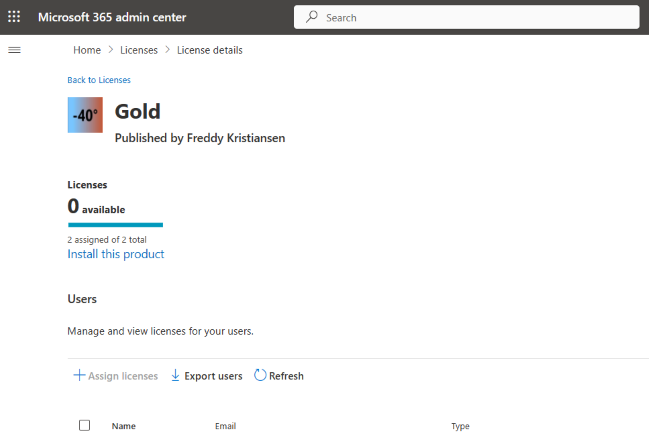 Microsoft 365 admin center
Search
Home > Licenses > License details
Back to Licenses
-40°
Gold
Published by Freddy Kristiansen
Licenses
0 available
2 assigned of 2 total
Install this product
Users
Manage and view licenses for your users.
Assign licenses Export users Refresh
Name Email Type